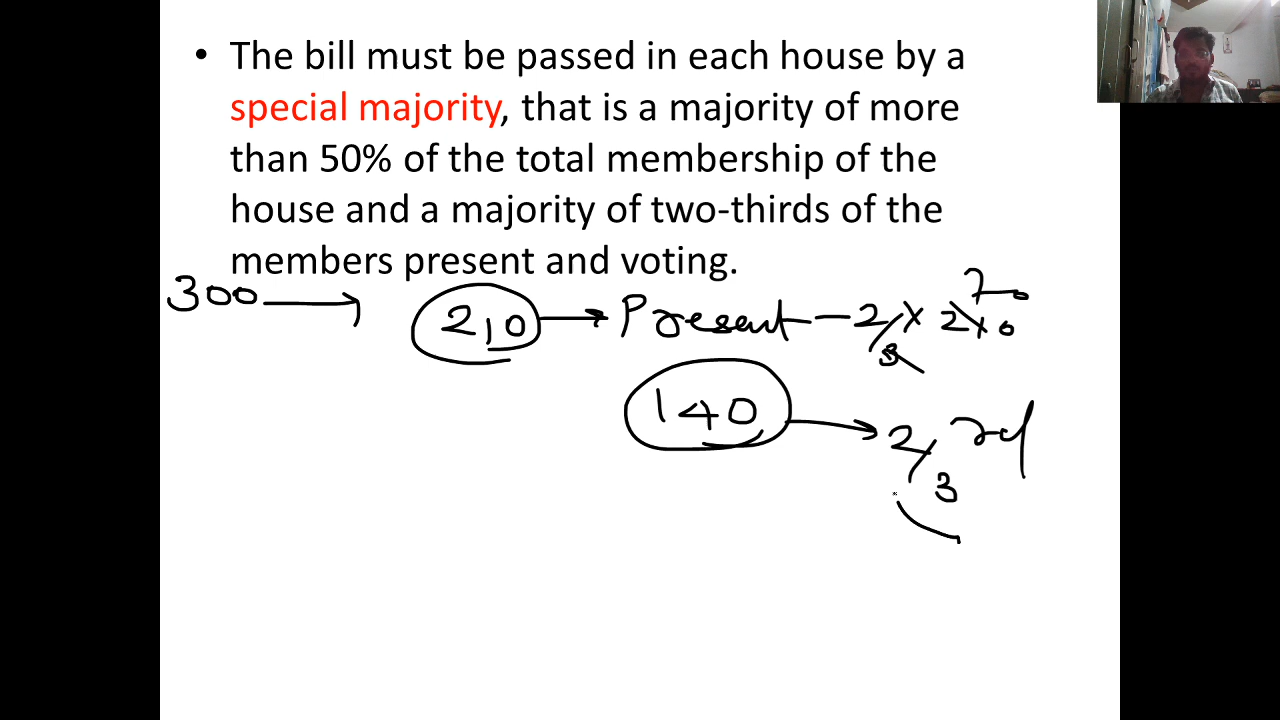 • The bill must be passed in each house by a
special majority, that is a majority of more
than 50% of the total membership of the
house and a majority of two-thirds of the
members present and voting.
300 → 210 → Present – 2/3 x 210 70
140 → 2/3 rd